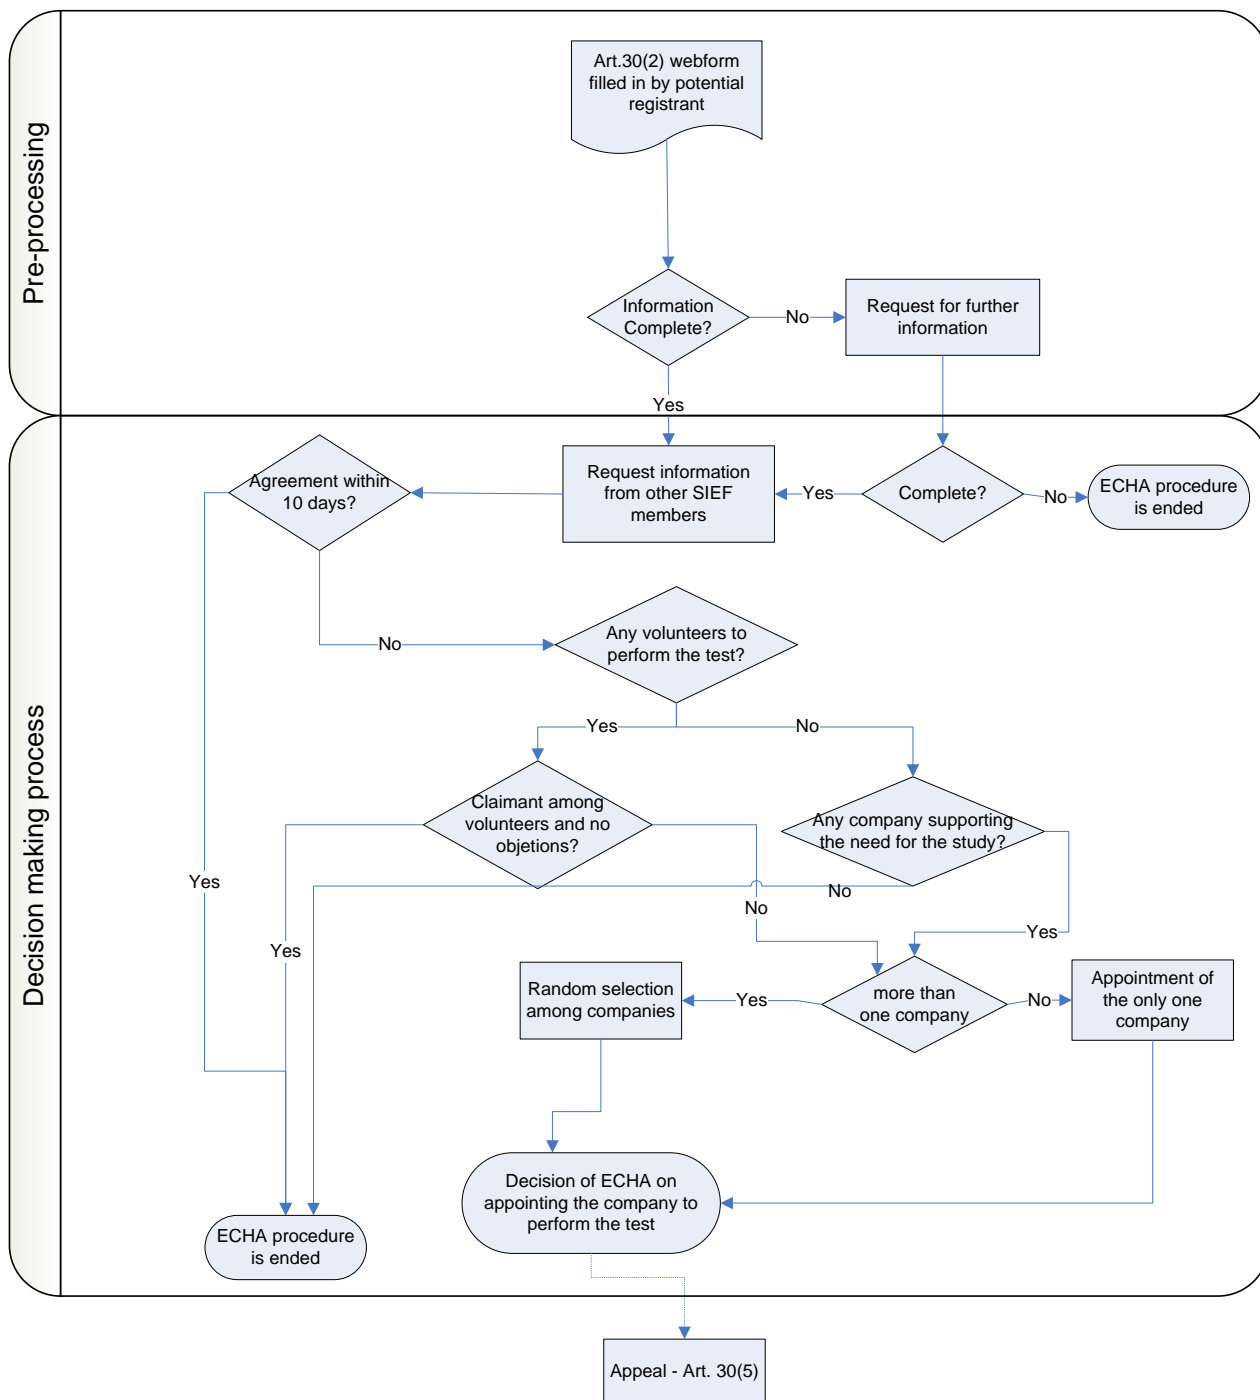 Pre-processing
Art.30(2) webform
filled in by potential
registrant
Information
Complete?
No
Request for further
information
Yes
Decision making process
Agreement within
10 days?
Request information
from other SIEF
members
Yes
Complete?
No
ECHA procedure
is ended
No
Any volunteers to
perform the test?
Yes
No
Claimant among
volunteers and no
objetions?
Any company supporting
the need for the study?
Yes
No
No
Yes
Yes
Random selection
among companies
Yes
more than
one company
No
Appointment of
the only one
company
Decision of ECHA on
appointing the company to
perform the test
ECHA procedure
is ended
Appeal - Art. 30(5)